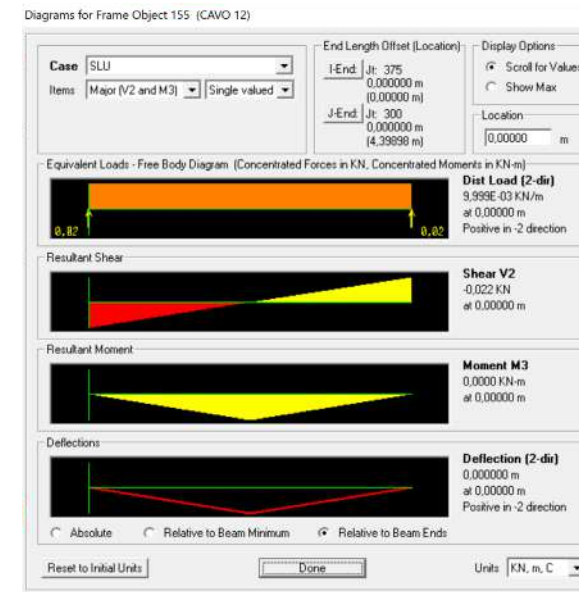 Diagrams for Frame Object 155 (CAVO 12)
Case SLU
Items Major (V2 and M3) Single valued
End Length Offset (Location)
I-End: Jt: 375
0,000000 m
(0,00000 m)
J-End: Jt: 300
0,000000 m
(4,39898 m)
Display Options
Scroll for Values
Show Max
Location
0,00000 m
Equivalent Loads - Free Body Diagram (Concentrated Forces in KN, Concentrated Moments in KN-m)
0,02 0,02
Dist Load (2-dir)
9,999E-03 KN/m
at 0,00000 m
Positive in -2 direction
Resultant Shear
Shear V2
-0,022 KN
at 0,00000 m
Resultant Moment
Moment M3
0,0000 KN-m
at 0,00000 m
Deflections
Deflection (2-dir)
0,000000 m
at 0,00000 m
Positive in -2 direction
Absolute Relative to Beam Minimum Relative to Beam Ends
Reset to Initial Units Done Units KN, m, C